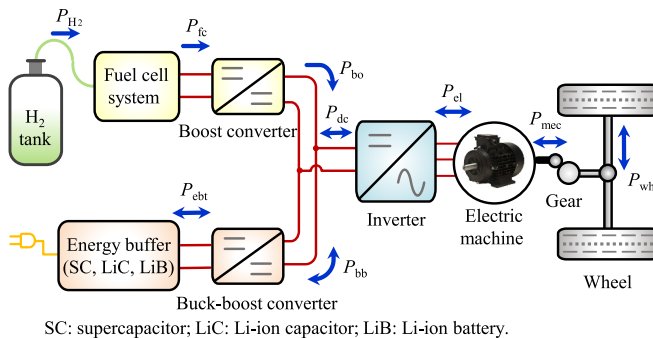 P_H2
P_fc
Fuel cell
system
P_bo
H2
tank
Boost converter
P_dc
P_el
P_mec
P_wh
P_ebt
Energy buffer
(SC, LiC, LiB)
Inverter
Electric
machine
Gear
P_bb
Buck-boost converter
Wheel
SC: supercapacitor; LiC: Li-ion capacitor; LiB: Li-ion battery.